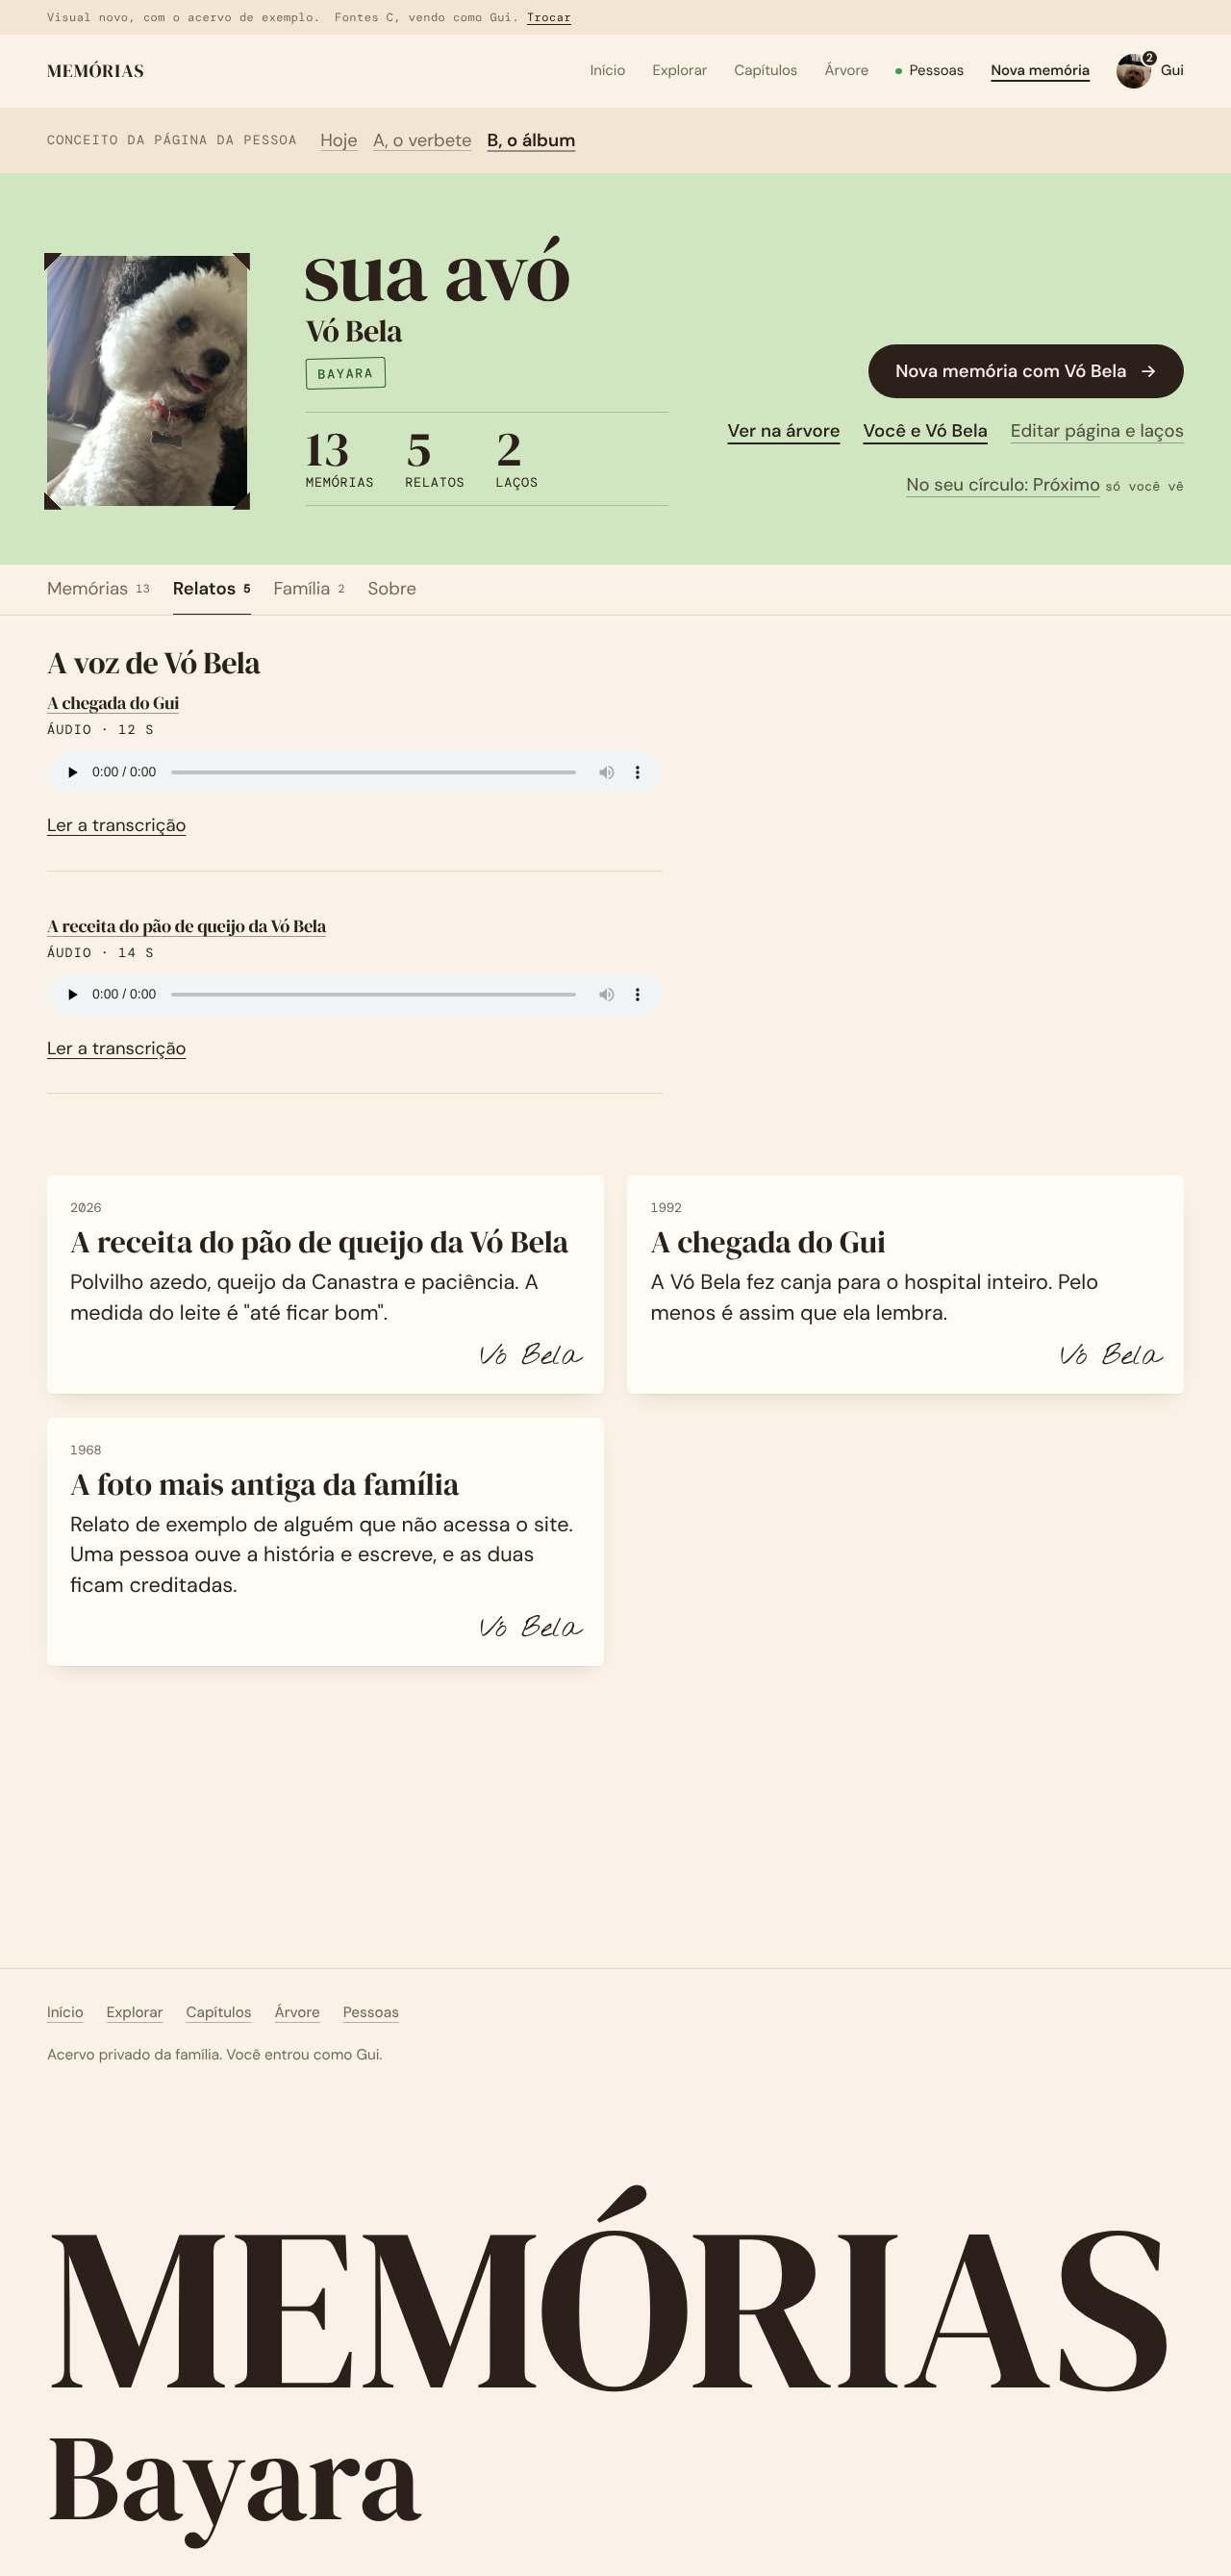 Visual novo, com o acervo de exemplo. Fontes C, vendo como Gui. Trocar
MEMÓRIAS
Início Explorar Capítulos Árvore Pessoas Nova memória 2 Gui
CONCEITO DA PÁGINA DA PESSOA Hoje A, o verbete B, o álbum
sua avó
Vó Bela
BAYARA
13 5 2
MEMÓRIAS RELATOS LAÇOS
Nova memória com Vó Bela →
Ver na árvore Você e Vó Bela Editar página e laços
No seu círculo: Próximo só você vê
Memórias 13 Relatos 5 Família 2 Sobre
A voz de Vó Bela
A chegada do Gui
ÁUDIO · 12 S
0:00 / 0:00
Ler a transcrição
A receita do pão de queijo da Vó Bela
ÁUDIO · 14 S
0:00 / 0:00
Ler a transcrição
2026
A receita do pão de queijo da Vó Bela
Polvilho azedo, queijo da Canastra e paciência. A
medida do leite é "até ficar bom".
Vó Bela
1992
A chegada do Gui
A Vó Bela fez canja para o hospital inteiro. Pelo
menos é assim que ela lembra.
Vó Bela
1968
A foto mais antiga da família
Relato de exemplo de alguém que não acessa o site.
Uma pessoa ouve a história e escreve, e as duas
ficam creditadas.
Vó Bela
Início Explorar Capítulos Árvore Pessoas
Acervo privado da família. Você entrou como Gui.
MEMÓRIAS
Bayara